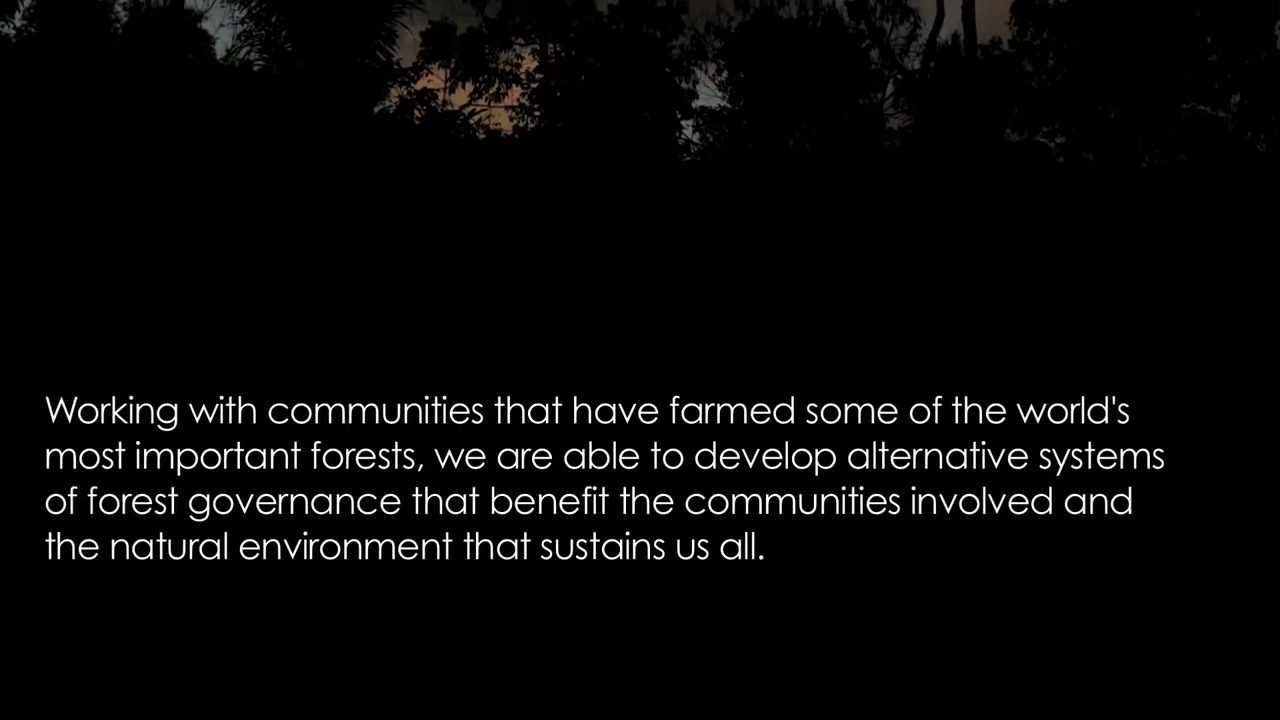 Working with communities that have farmed some of the world's
most important forests, we are able to develop alternative systems
of forest governance that benefit the communities involved and
the natural environment that sustains us all.